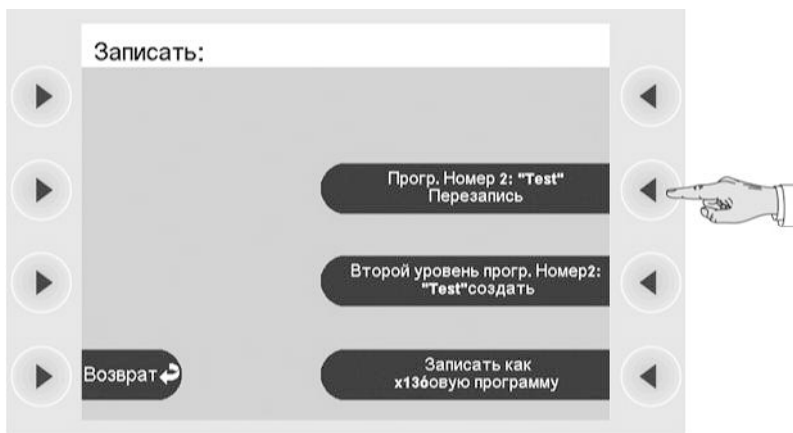 Записать:
Прогр. Номер 2: "Test"
Перезапись
Второй уровень прогр. Номер2:
"Test"создать
Возврат
Записать как
x13бовую программу